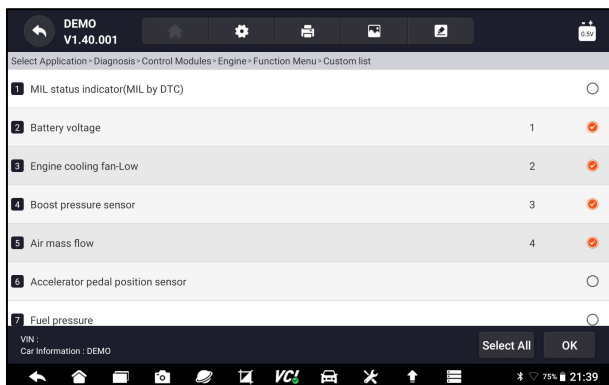 DEMO
V1.40.001
- +
0.5V
Select Application > Diagnosis > Control Modules > Engine > Function Menu > Custom list
1 MIL status indicator(MIL by DTC)
2 Battery voltage 1
3 Engine cooling fan-Low 2
4 Boost pressure sensor 3
5 Air mass flow 4
6 Accelerator pedal position sensor
7 Fuel pressure
VIN :
Car Information : DEMO
Select All OK
VCI 75% 21:39